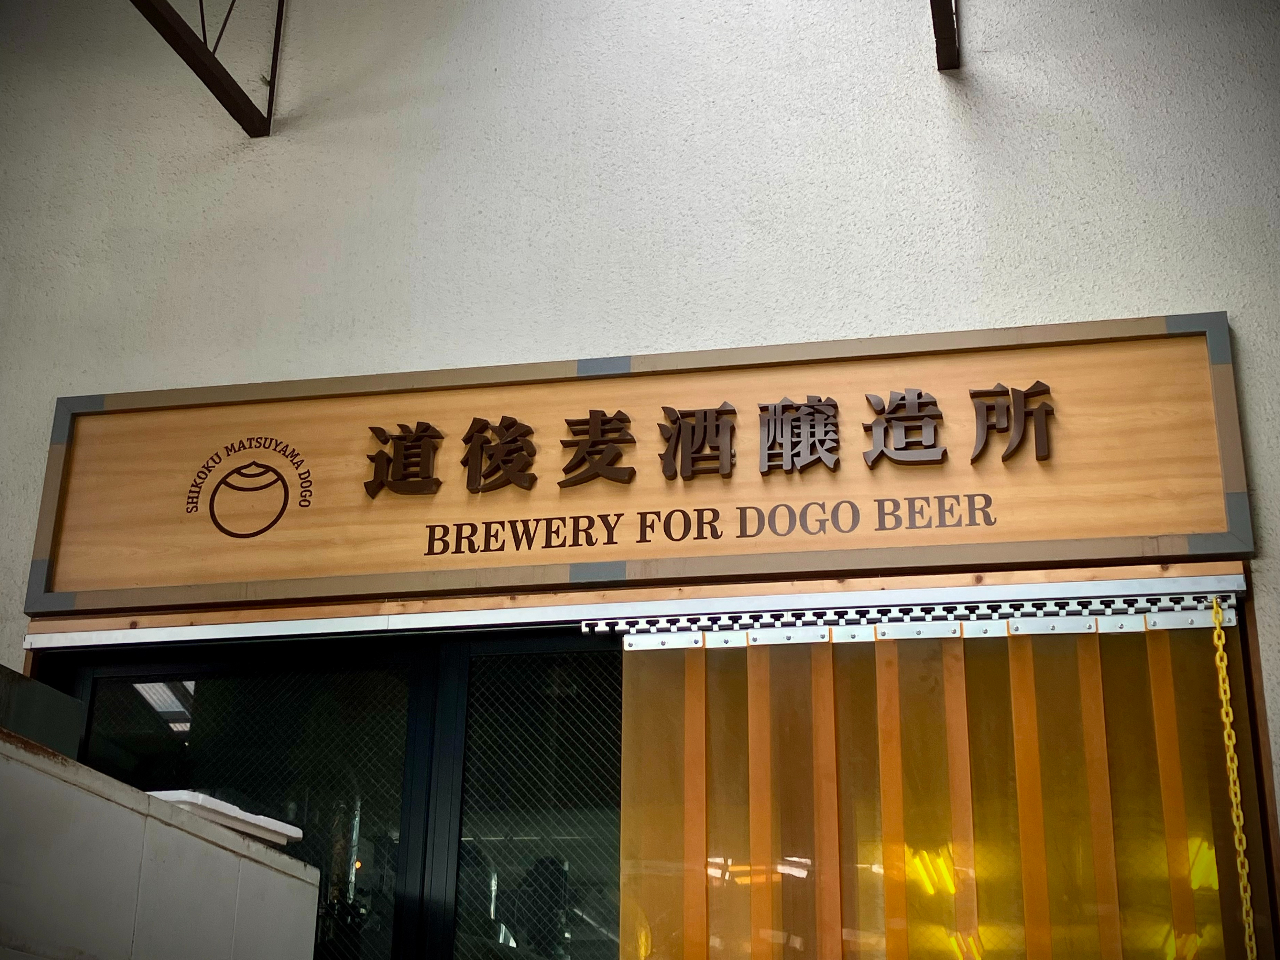 SHIKOKU MATSUYAMA DOGO
道後麦酒醸造所
BREWERY FOR DOGO BEER